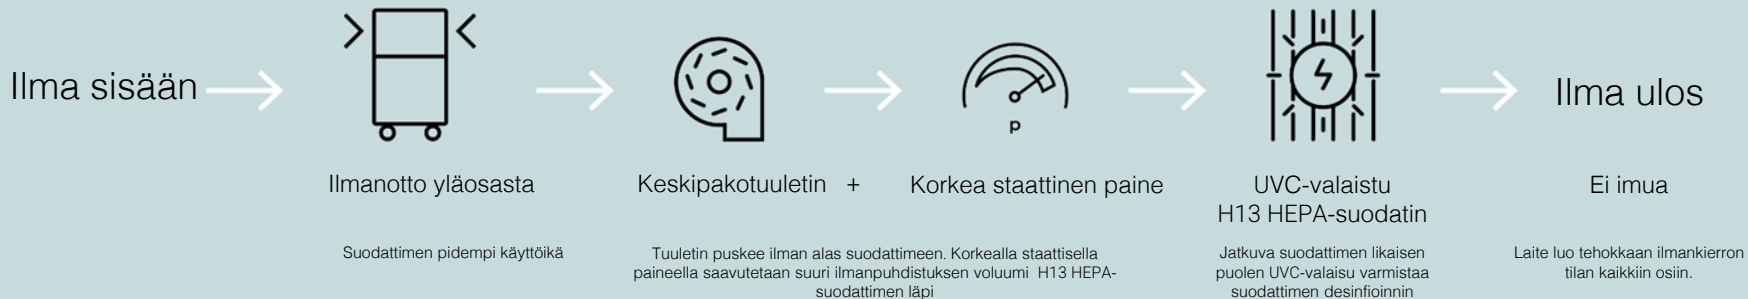 Ilma sisään
p
Ilma ulos
Ilmanotto yläosasta
Keskipakotuuletin +
Korkea staattinen paine
UVC-valaistu
H13 HEPA-suodatin
Ei imua
Suodattimen pidempi käyttöikä
Tuuletin puskee ilman alas suodattimeen. Korkealla staattisella
paineella saavutetaan suuri ilmanpuhdistuksen voluumi H13 HEPA-
suodattimen läpi
Jatkuva suodattimen likaisen
puolen UVC-valaisu varmistaa
suodattimen desinfioinnin
Laite luo tehokkaan ilmankierron
tilan kaikkiin osiin.